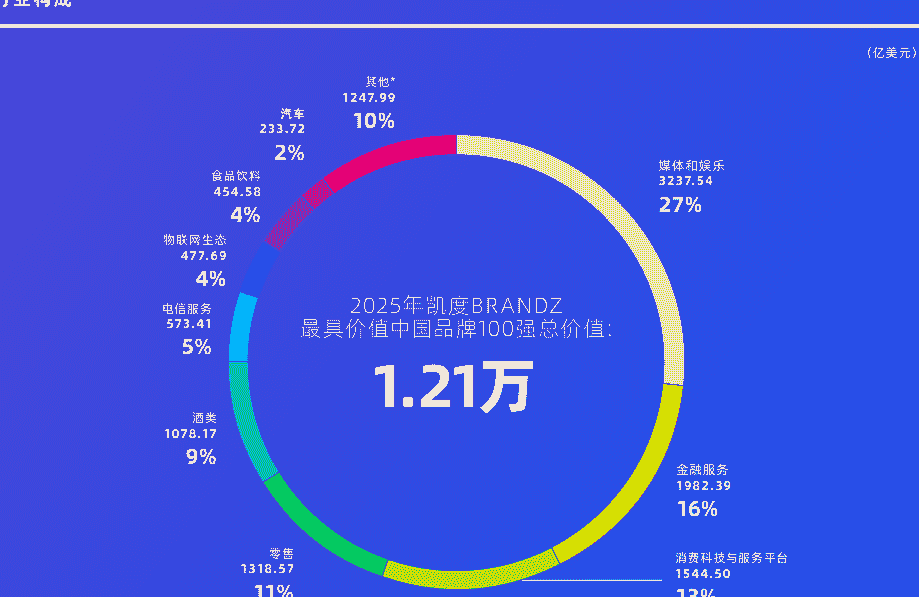 行业构成
(亿美元)
其他*
1247.99
10%
汽车
233.72
2%
食品饮料
454.58
4%
物联网生态
477.69
4%
电信服务
573.41
5%
酒类
1078.17
9%
零售
1318.57
11%
媒体和娱乐
3237.54
27%
金融服务
1982.39
16%
消费科技与服务平台
1544.50
13%
2025年凯度BRANDZ
最具价值中国品牌100强总价值:
1.21万